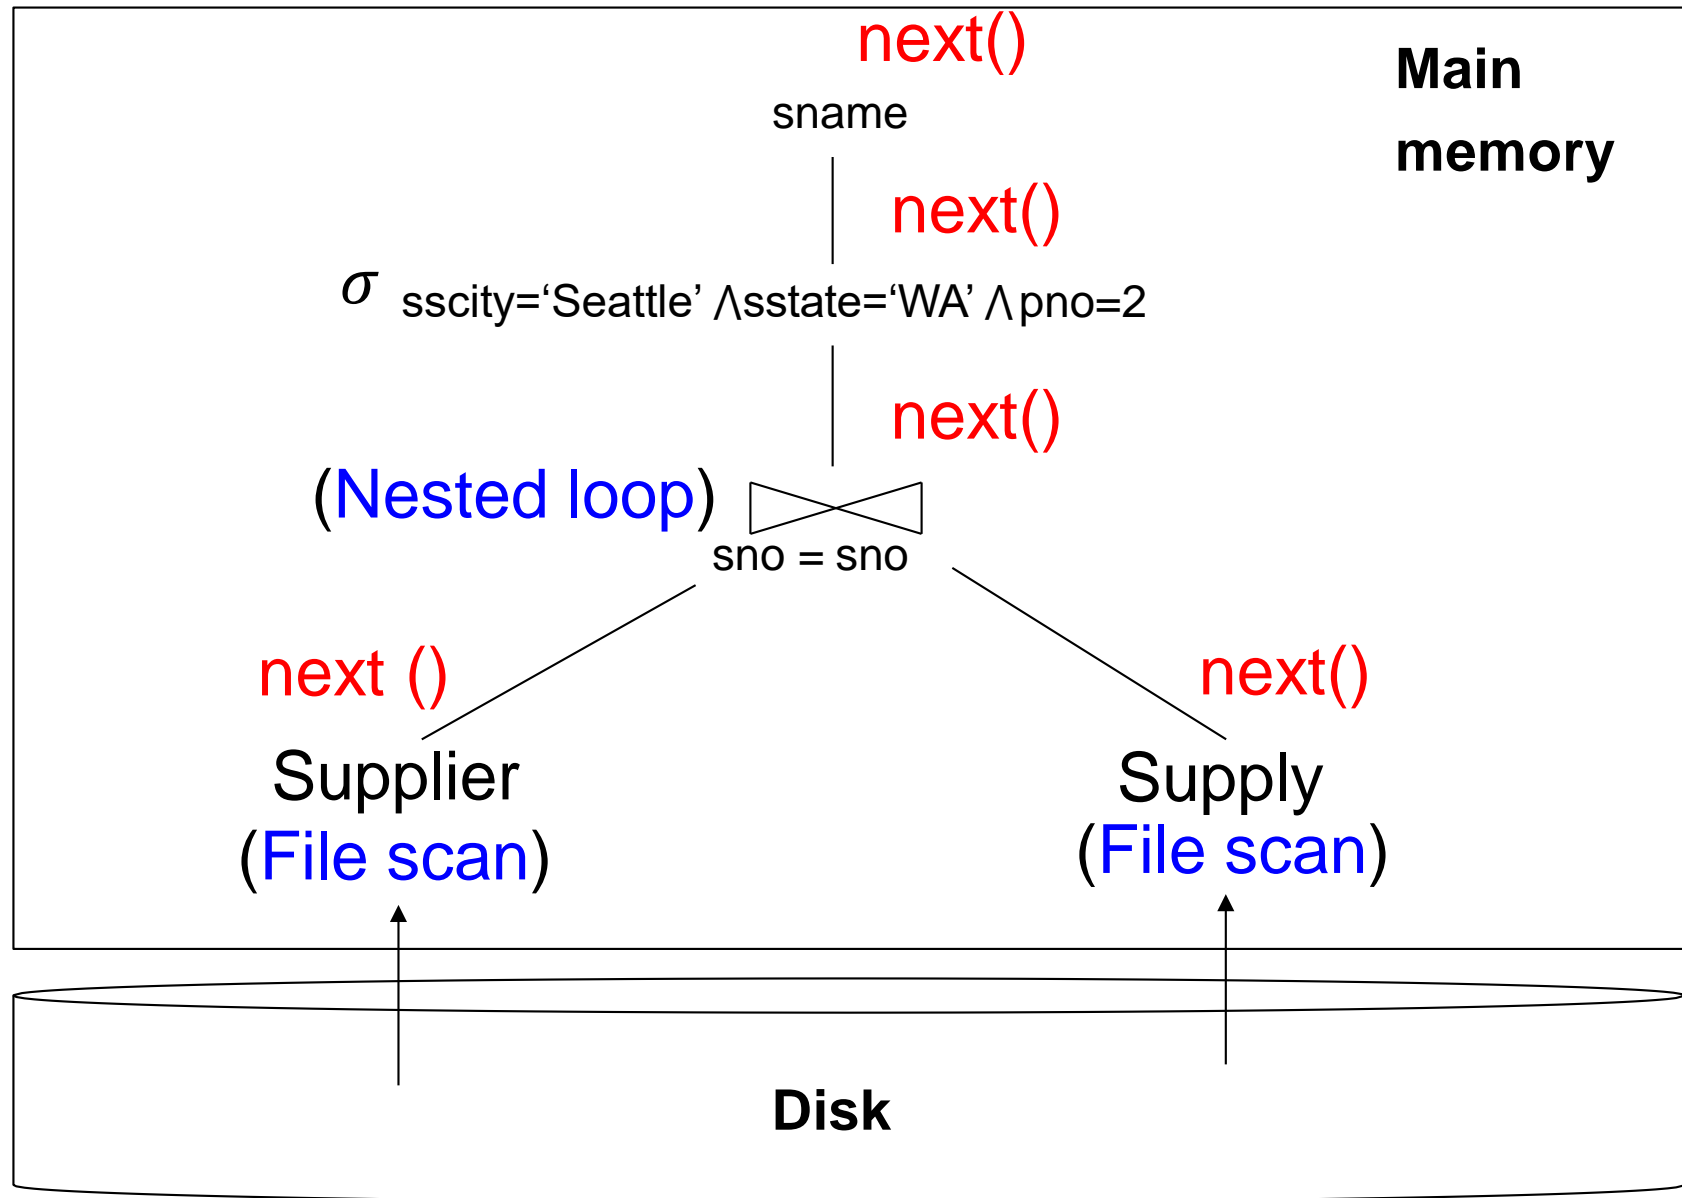 next()
Main
memory
sname
next()
σ sscity=‘Seattle’ ⋀sstate=‘WA’ ⋀pno=2
next()
(Nested loop)
sno = sno
next ()
next()
Supplier
Supply
(File scan)
(File scan)
Disk